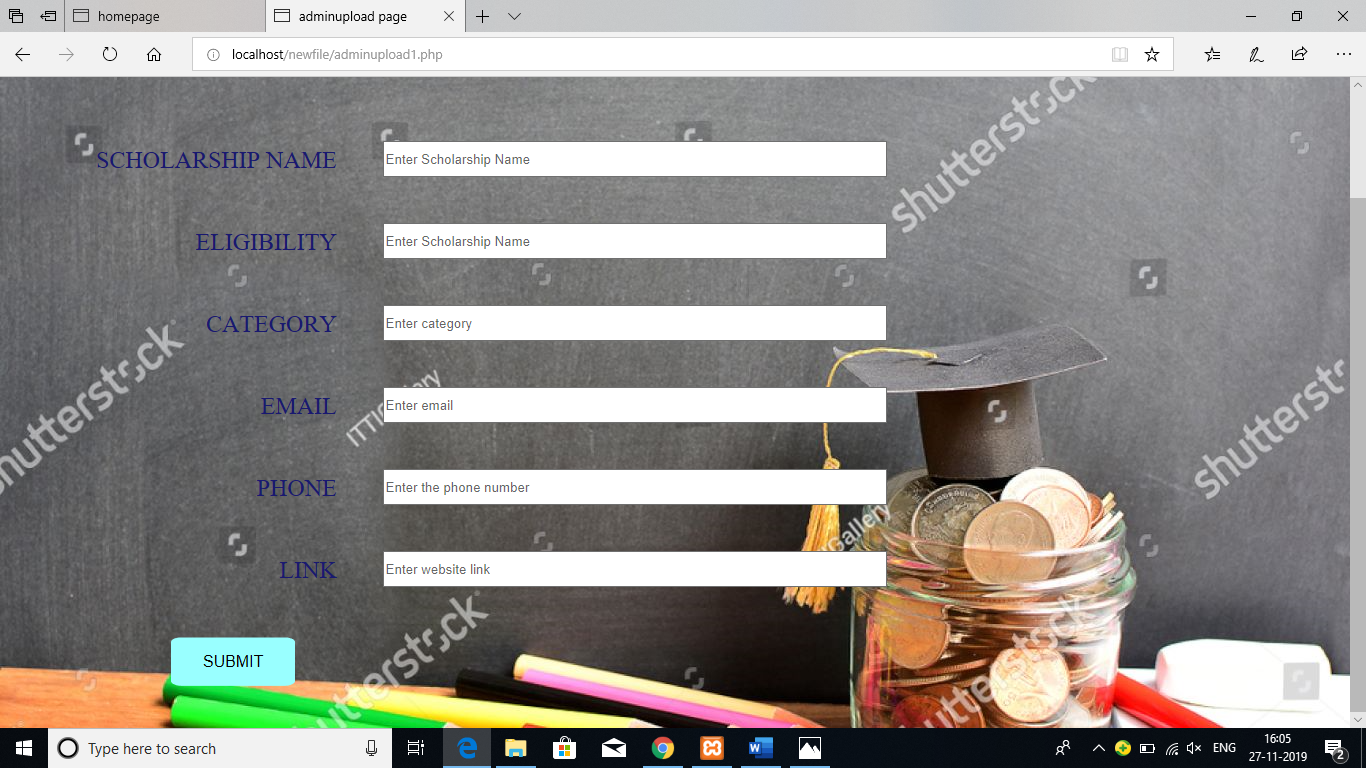 homepage
adminupload page
localhost/newfile/adminupload1.php
shutterstock
SCHOLARSHIP NAME
Enter Scholarship Name
ELIGIBILITY
Enter Scholarship Name
CATEGORY
Enter category
shutterstock
shutterstock
EMAIL
Enter email
PHONE
Enter the phone number
Gallery
LINK
Enter website link
shutterstock
shutterstock
SUBMIT
Type here to search
ENG
16:05
27-11-2019
2